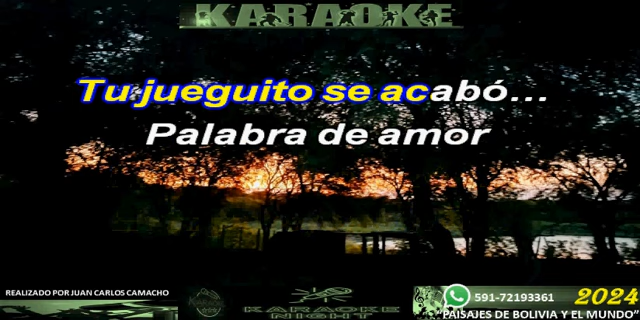 KARAOKE
Tu jueguito se acabó...
Palabra de amor
REALIZADO POR JUAN CARLOS CAMACHO
KARAOKE
NIGHT
591-72193361
2024
"PAISAJES DE BOLIVIA Y EL MUNDO"